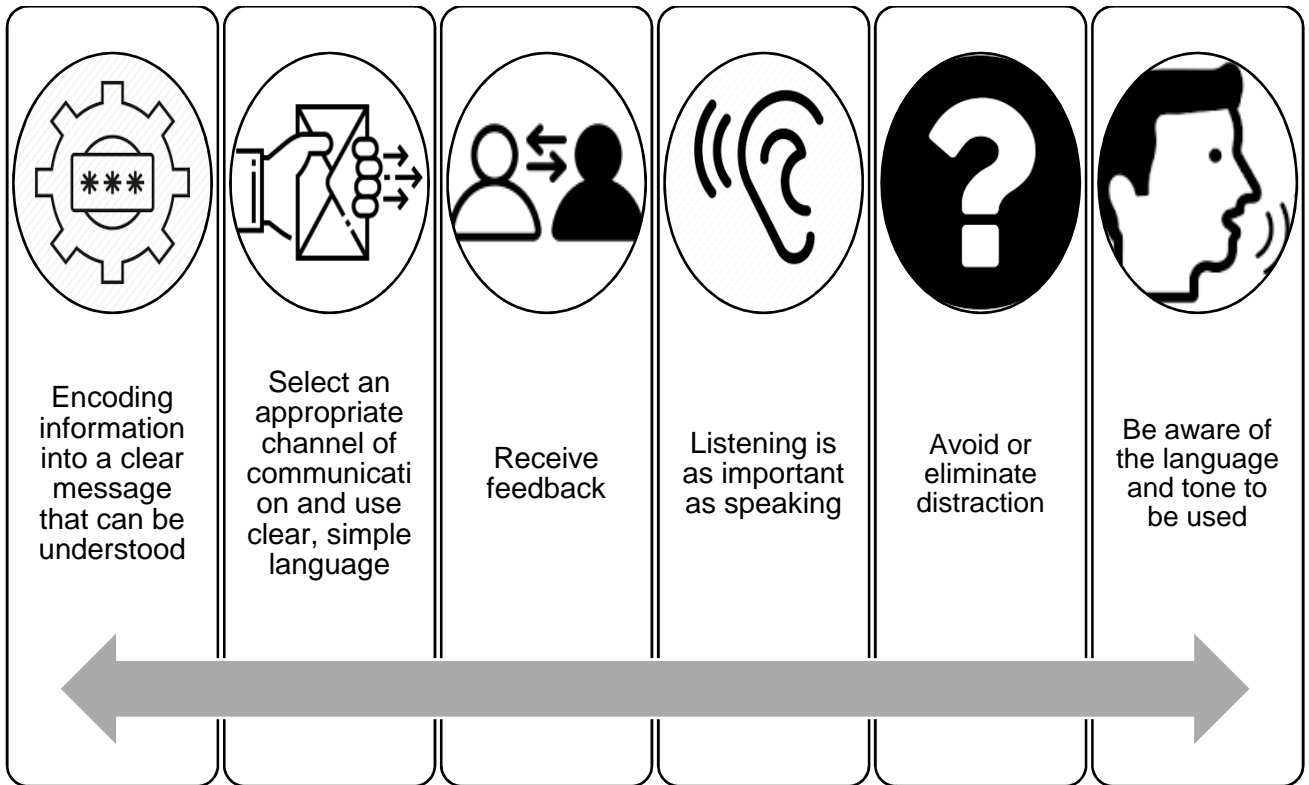 ***
Encoding
information
into a clear
message
that can be
understood
Select an
appropriate
channel of
communicati
on and use
clear, simple
language
Receive
feedback
Listening is
as important
as speaking
?
Avoid or
eliminate
distraction
Be aware of
the language
and tone to
be used